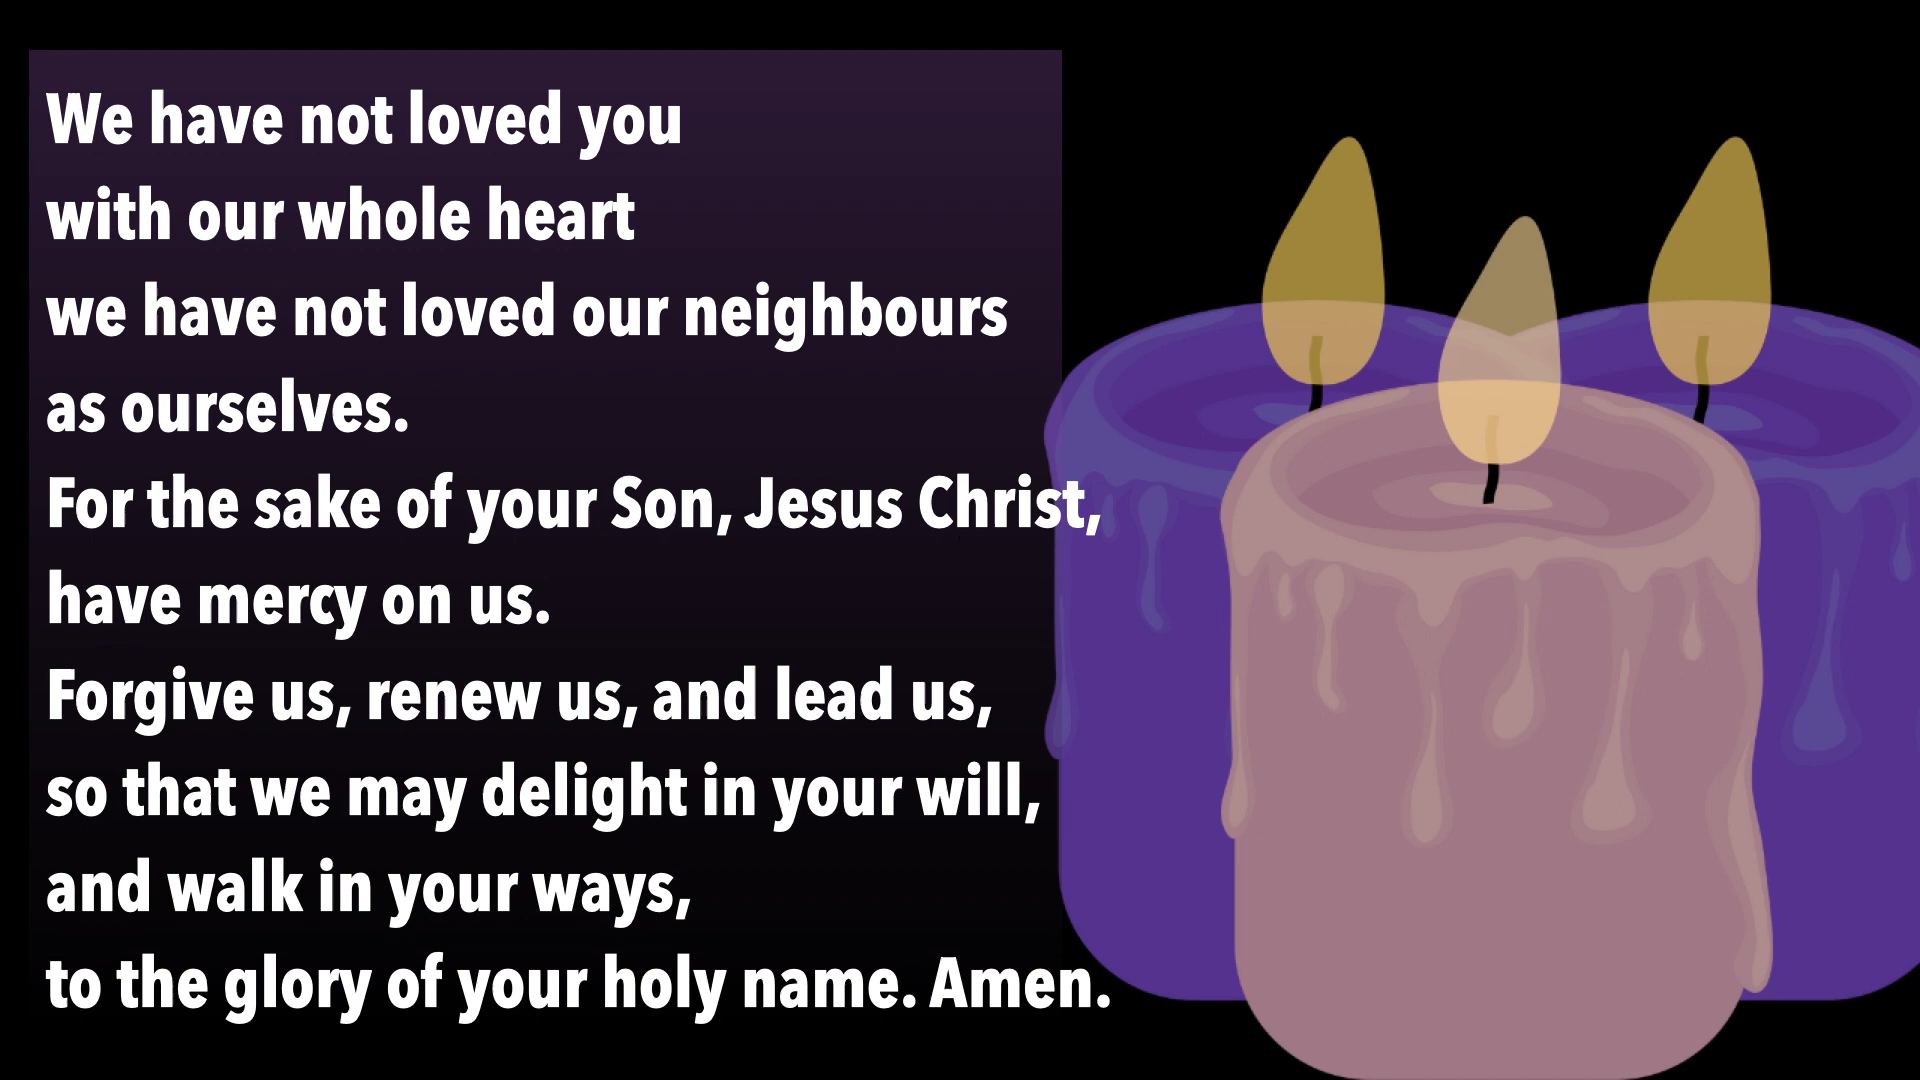 We have not loved you
with our whole heart
we have not loved our neighbours
as ourselves.
For the sake of your Son, Jesus Christ,
have mercy on us.
Forgive us, renew us, and lead us,
so that we may delight in your will,
and walk in your ways,
to the glory of your holy name. Amen.